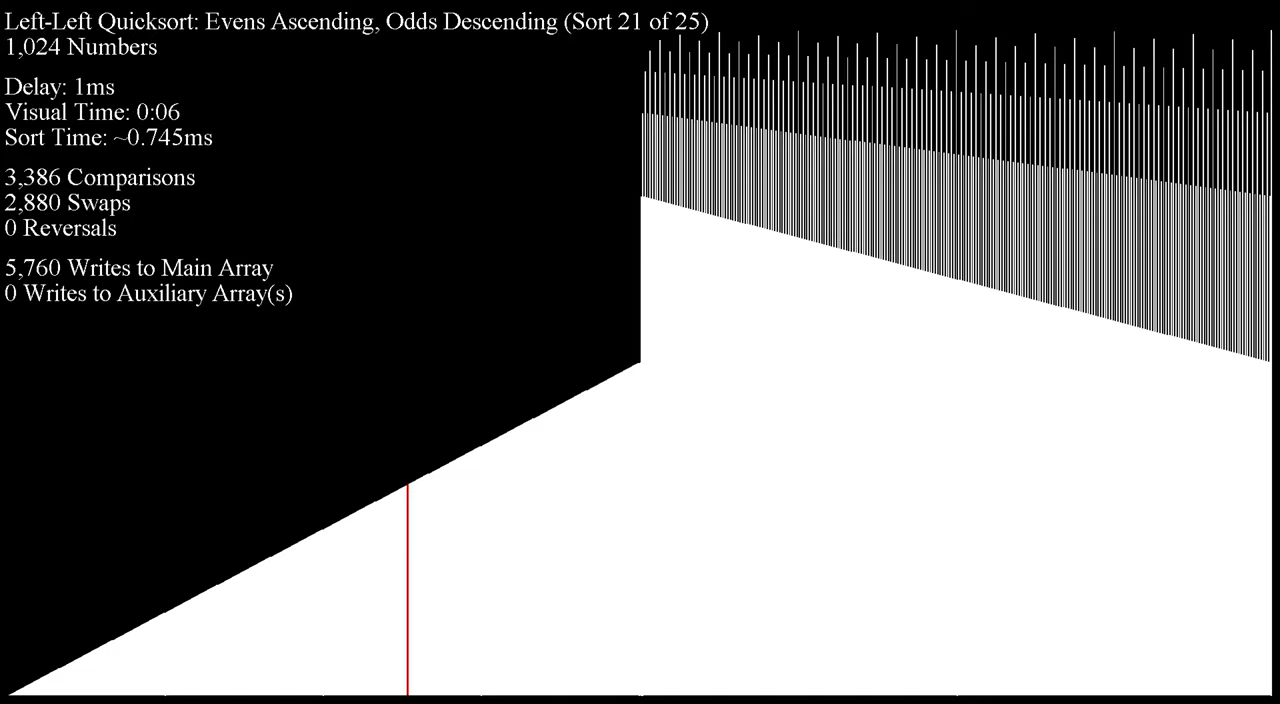 Left-Left Quicksort: Evens Ascending, Odds Descending (Sort 21 of 25)
1,024 Numbers
Delay: 1ms
Visual Time: 0:06
Sort Time: ~0.745ms
3,386 Comparisons
2,880 Swaps
0 Reversals
5,760 Writes to Main Array
0 Writes to Auxiliary Array(s)